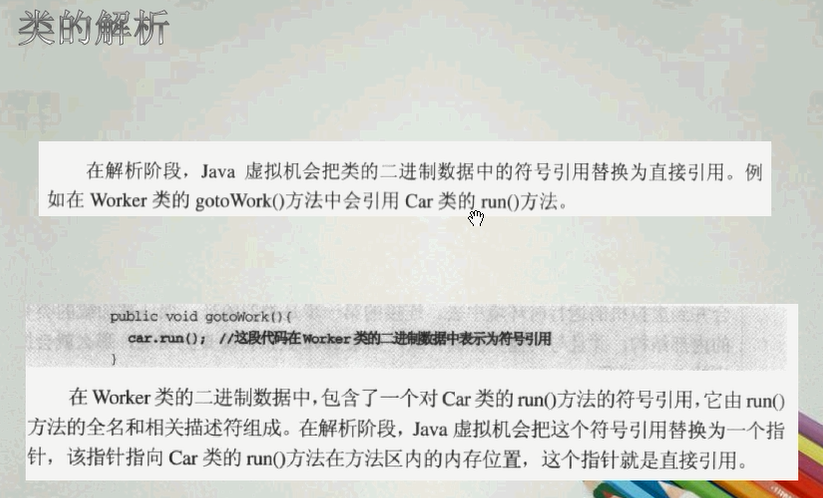 类的解析
在解析阶段，Java 虚拟机会把类的二进制数据中的符号引用替换为直接引用。例
如在 Worker 类的 gotoWork()方法中会引用 Car 类的 run()方法。
public void gotoWork(){
car.run(); //这段代码在Worker类的二进制数据中表示为符号引用
}
在 Worker 类的二进制数据中，包含了一个对 Car 类的 run()方法的符号引用，它由 run()
方法的全名和相关描述符组成。在解析阶段，Java 虚拟机会把这个符号引用替换为一个指
针，该指针指向 Car 类的 run()方法在方法区内的内存位置，这个指针就是直接引用。